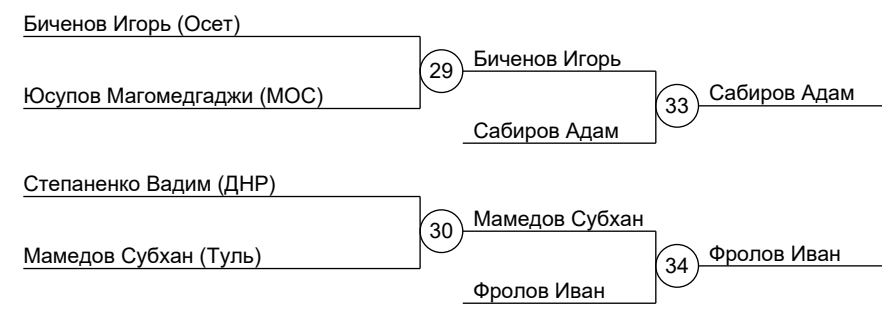 Биченов Игорь (Осет)
29
Биченов Игорь
Юсупов Магомедгаджи (МОС)
33
Сабиров Адам
Сабиров Адам
Степаненко Вадим (ДНР)
30
Мамедов Субхан
Мамедов Субхан (Туль)
34
Фролов Иван
Фролов Иван